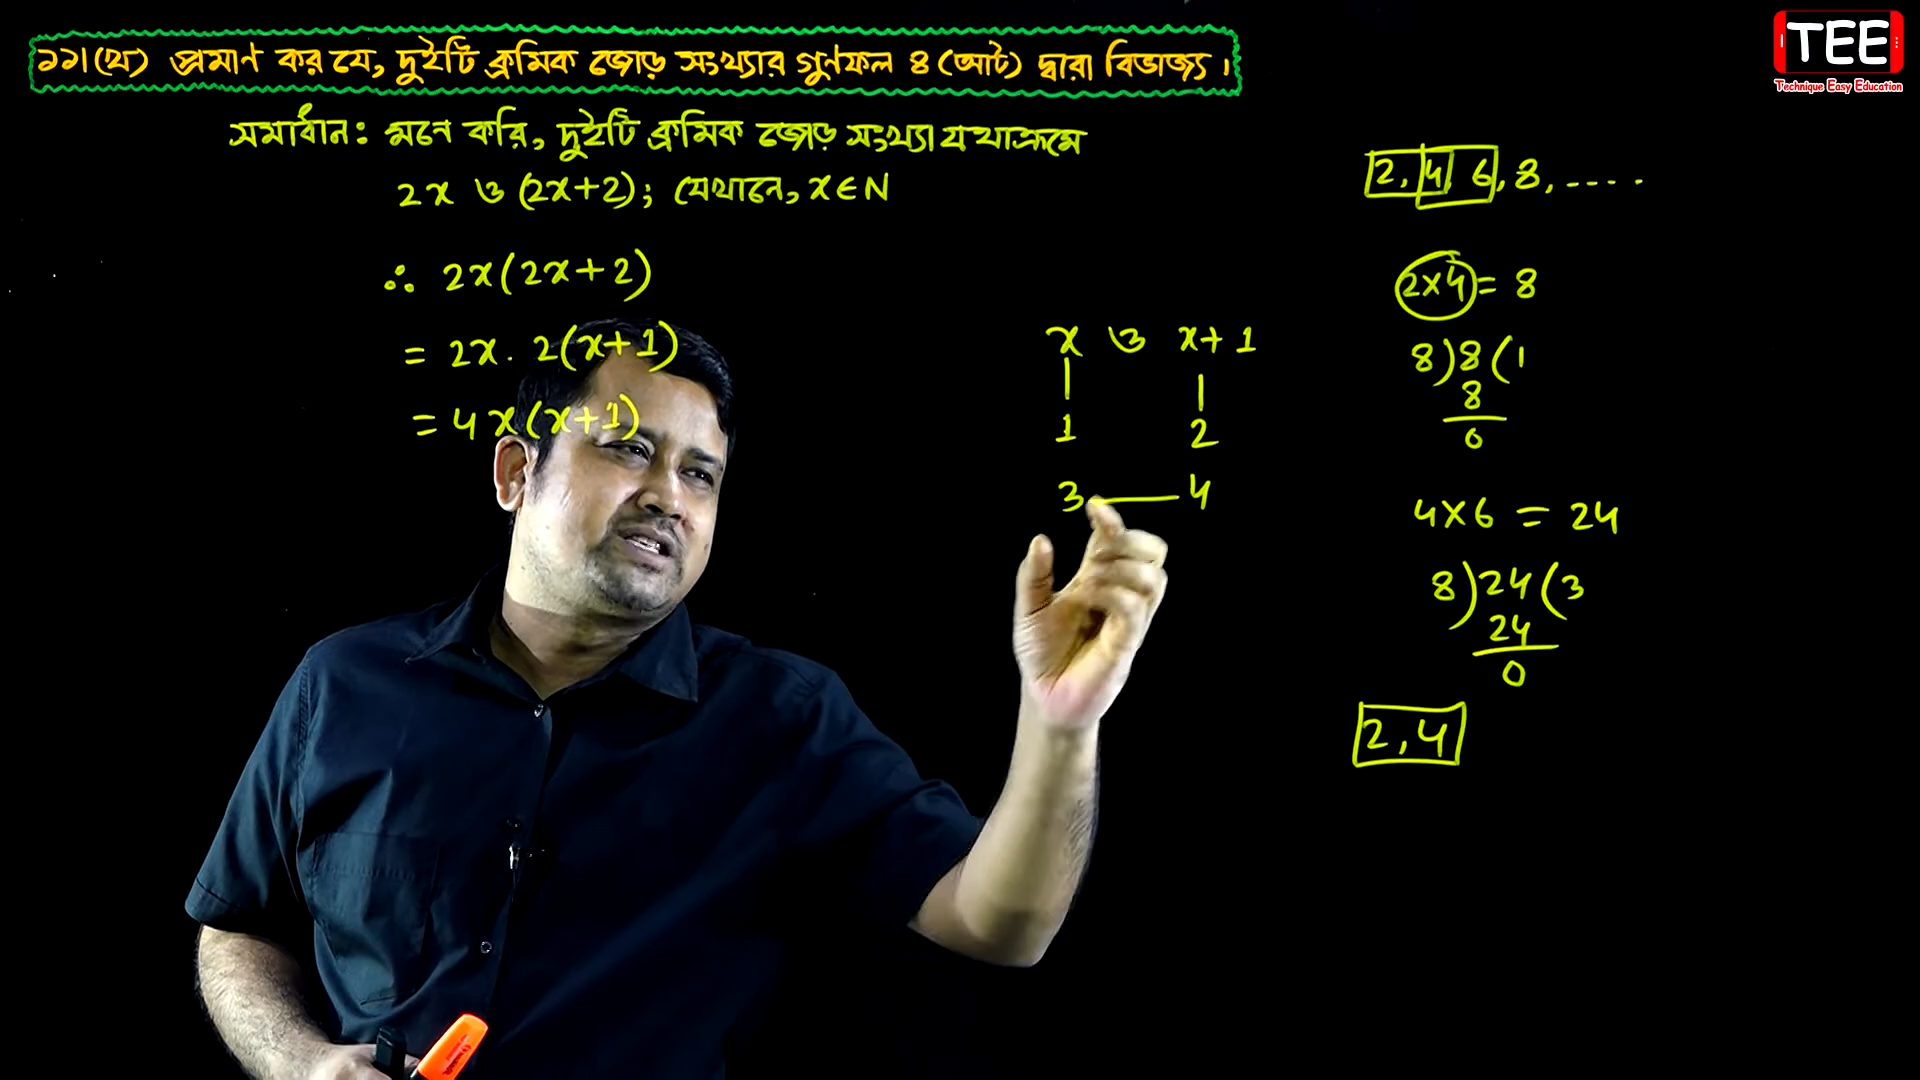 ১১।(থ) প্রমাণ কর যে, দুইটি ক্রমিক জোড় সংখ্যার গুণফল ৪ (আট) দ্বারা বিভাজ্য।
সমাধান: মনে করি, দুইটি ক্রমিক জোড় সংখ্যা যথাক্রমে
2x ও (2x+2); যেখানে, x∈N
∴ 2x(2x+2)
= 2x. 2(x+1)
= 4x(x+1)
x ও x+1
1 2
3 4
2, 4, 6, 8, .....
2×4 = 8
8)8(1
8
0
4×6 = 24
8)24(3
24
0
2, 4
TEE
Technique Easy Education